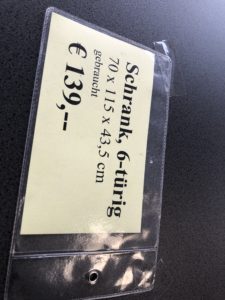 Schrank, 6-türig
70 x 115 x 43,5 cm
gebraucht
€ 139,--